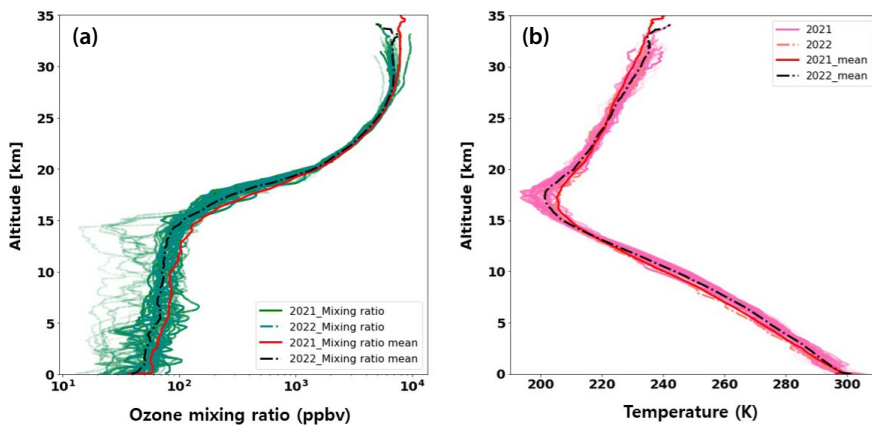 (a)
Altitude [km]
35
30
25
20
15
10
5
0
10¹
10²
10³
10⁴
Ozone mixing ratio (ppbv)
2021_Mixing ratio
2022_Mixing ratio
2021_Mixing ratio mean
2022_Mixing ratio mean
(b)
Altitude [km]
35
30
25
20
15
10
5
0
200
220
240
260
280
300
Temperature (K)
2021
2022
2021_mean
2022_mean